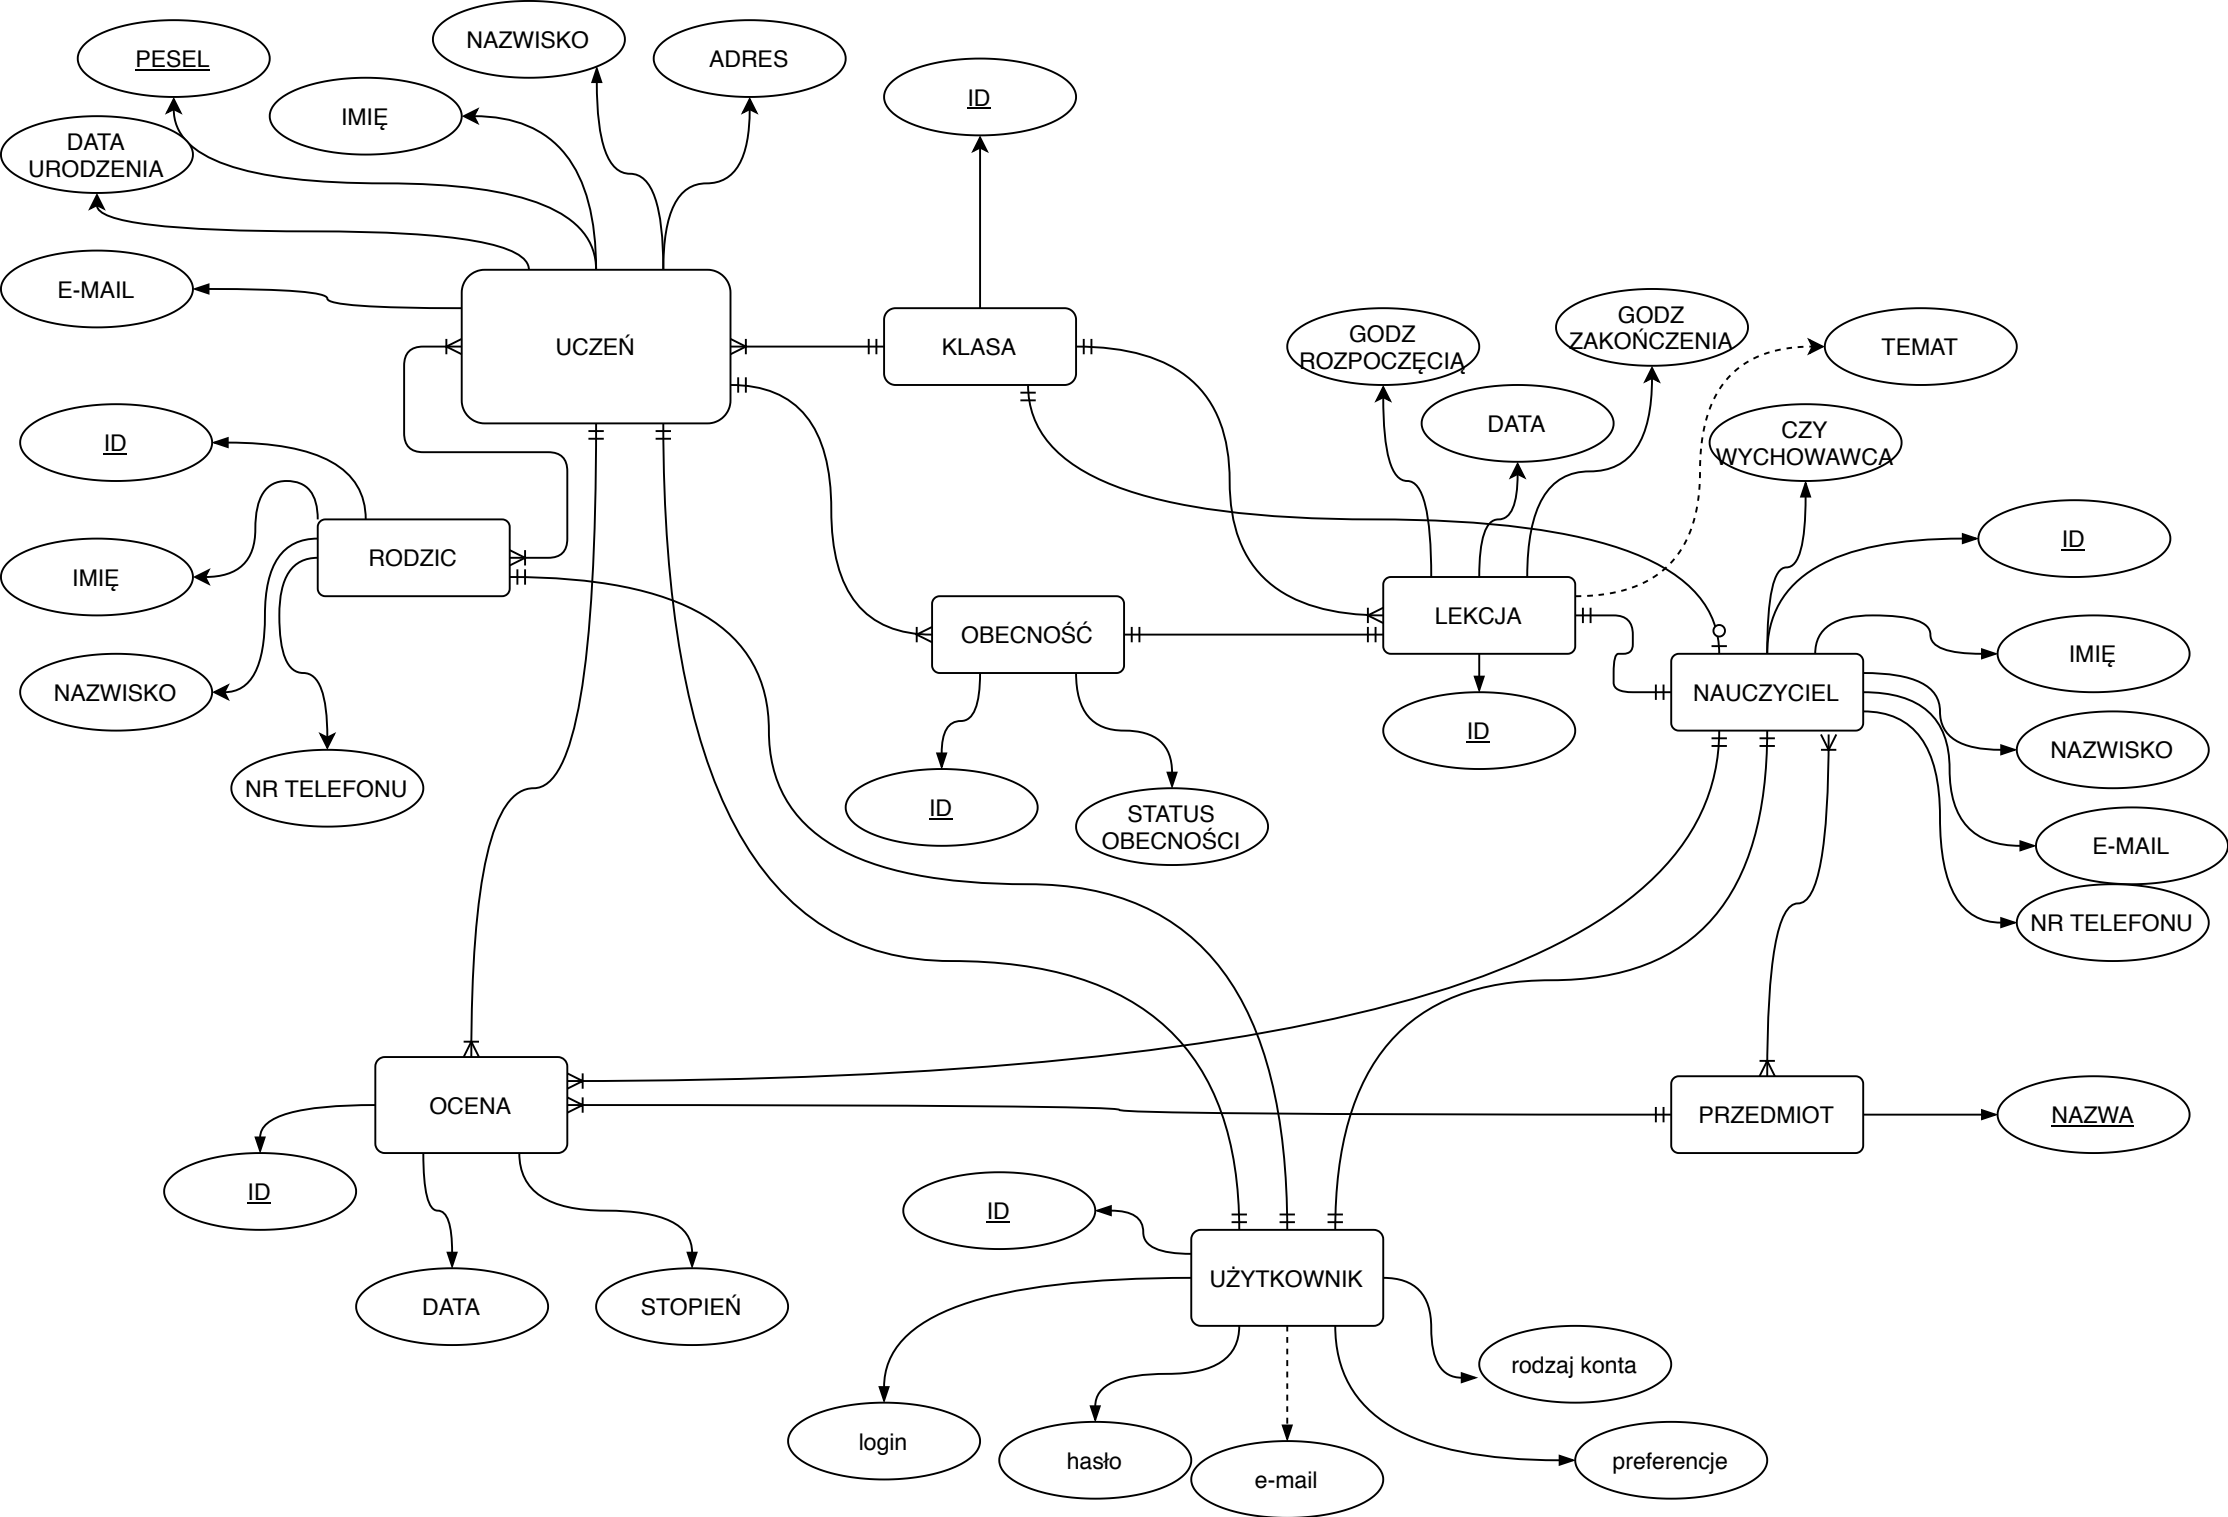 NAZWISKO
PESEL
ADRES
ID
IMIĘ
DATA
URODZENIA
E-MAIL
UCZEŃ
KLASA
GODZ
ROZPOCZĘCIĄ
GODZ
ZAKOŃCZENIA
TEMAT
DATA
CZY
WYCHOWAWCA
ID
ID
RODZIC
IMIĘ
OBECNOŚĆ
LEKCJA
IMIĘ
NAZWISKO
NAUCZYCIEL
ID
NAZWISKO
NR TELEFONU
ID
STATUS
OBECNOŚCI
E-MAIL
NR TELEFONU
OCENA
PRZEDMIOT
NAZWA
ID
ID
UŻYTKOWNIK
DATA
STOPIEŃ
rodzaj konta
login
hasło
e-mail
preferencje